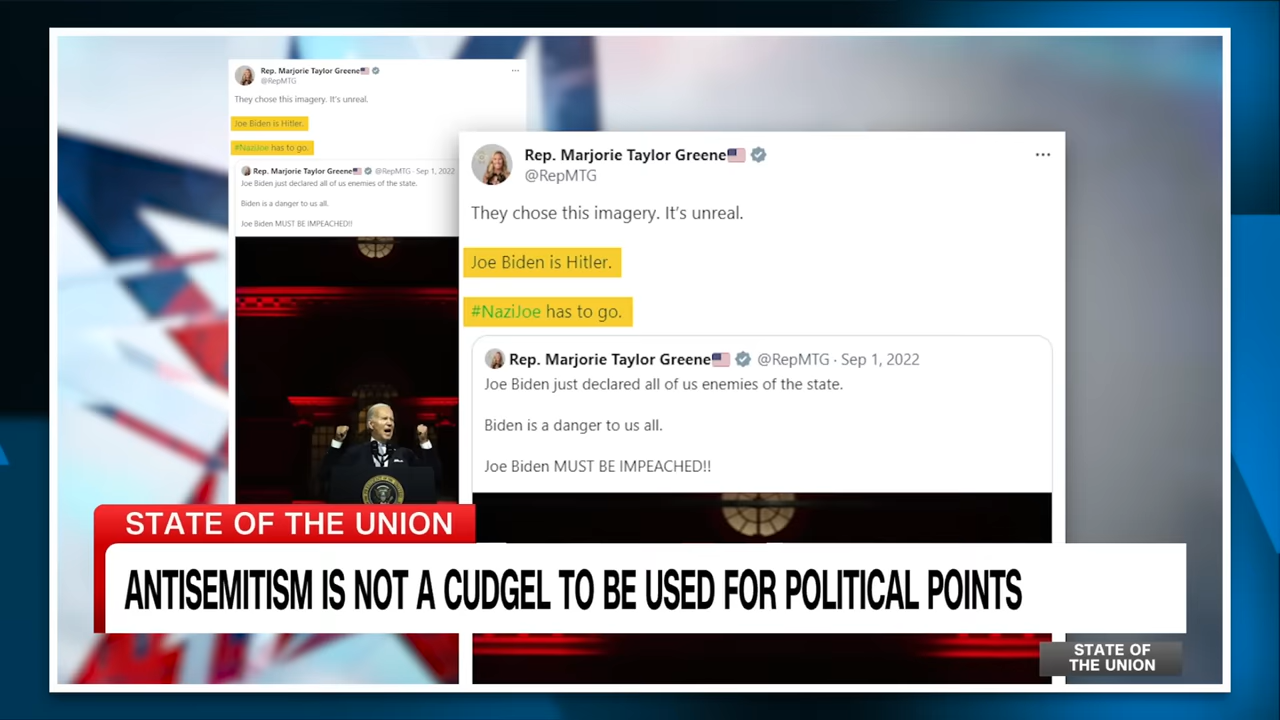 Rep. Marjorie Taylor Greene
@RepMTG
They chose this imagery. It's unreal.
Joe Biden is Hitler.
#NaziJoe has to go.
Rep. Marjorie Taylor Greene @RepMTG · Sep 1, 2022
Joe Biden just declared all of us enemies of the state.
Biden is a danger to us all.
Joe Biden MUST BE IMPEACHED!!
Rep. Marjorie Taylor Greene
@RepMTG
They chose this imagery. It's unreal.
Joe Biden is Hitler.
#NaziJoe has to go.
Rep. Marjorie Taylor Greene @RepMTG · Sep 1, 2022
Joe Biden just declared all of us enemies of the state.
Biden is a danger to us all.
Joe Biden MUST BE IMPEACHED!!
STATE OF THE UNION
ANTISEMITISM IS NOT A CUDGEL TO BE USED FOR POLITICAL POINTS
STATE OF
THE UNION